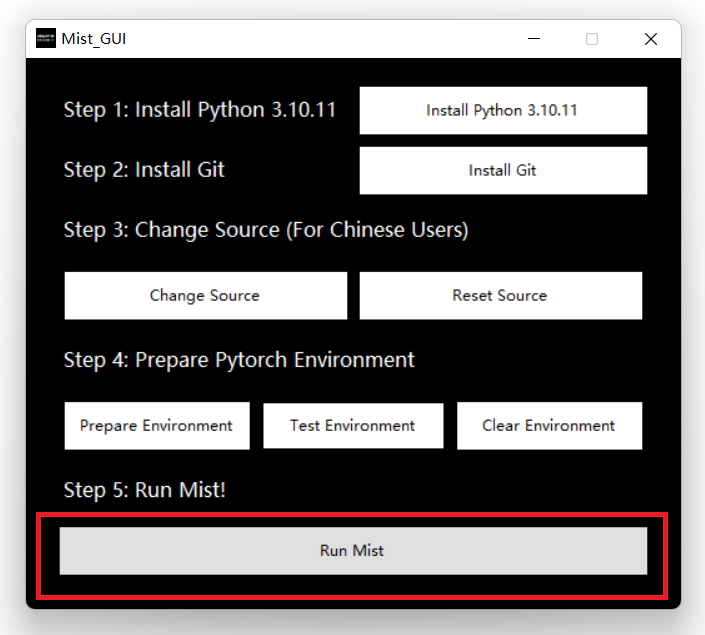 Mist_GUI
Step 1: Install Python 3.10.11
Install Python 3.10.11
Step 2: Install Git
Install Git
Step 3: Change Source (For Chinese Users)
Change Source
Reset Source
Step 4: Prepare Pytorch Environment
Prepare Environment
Test Environment
Clear Environment
Step 5: Run Mist!
Run Mist